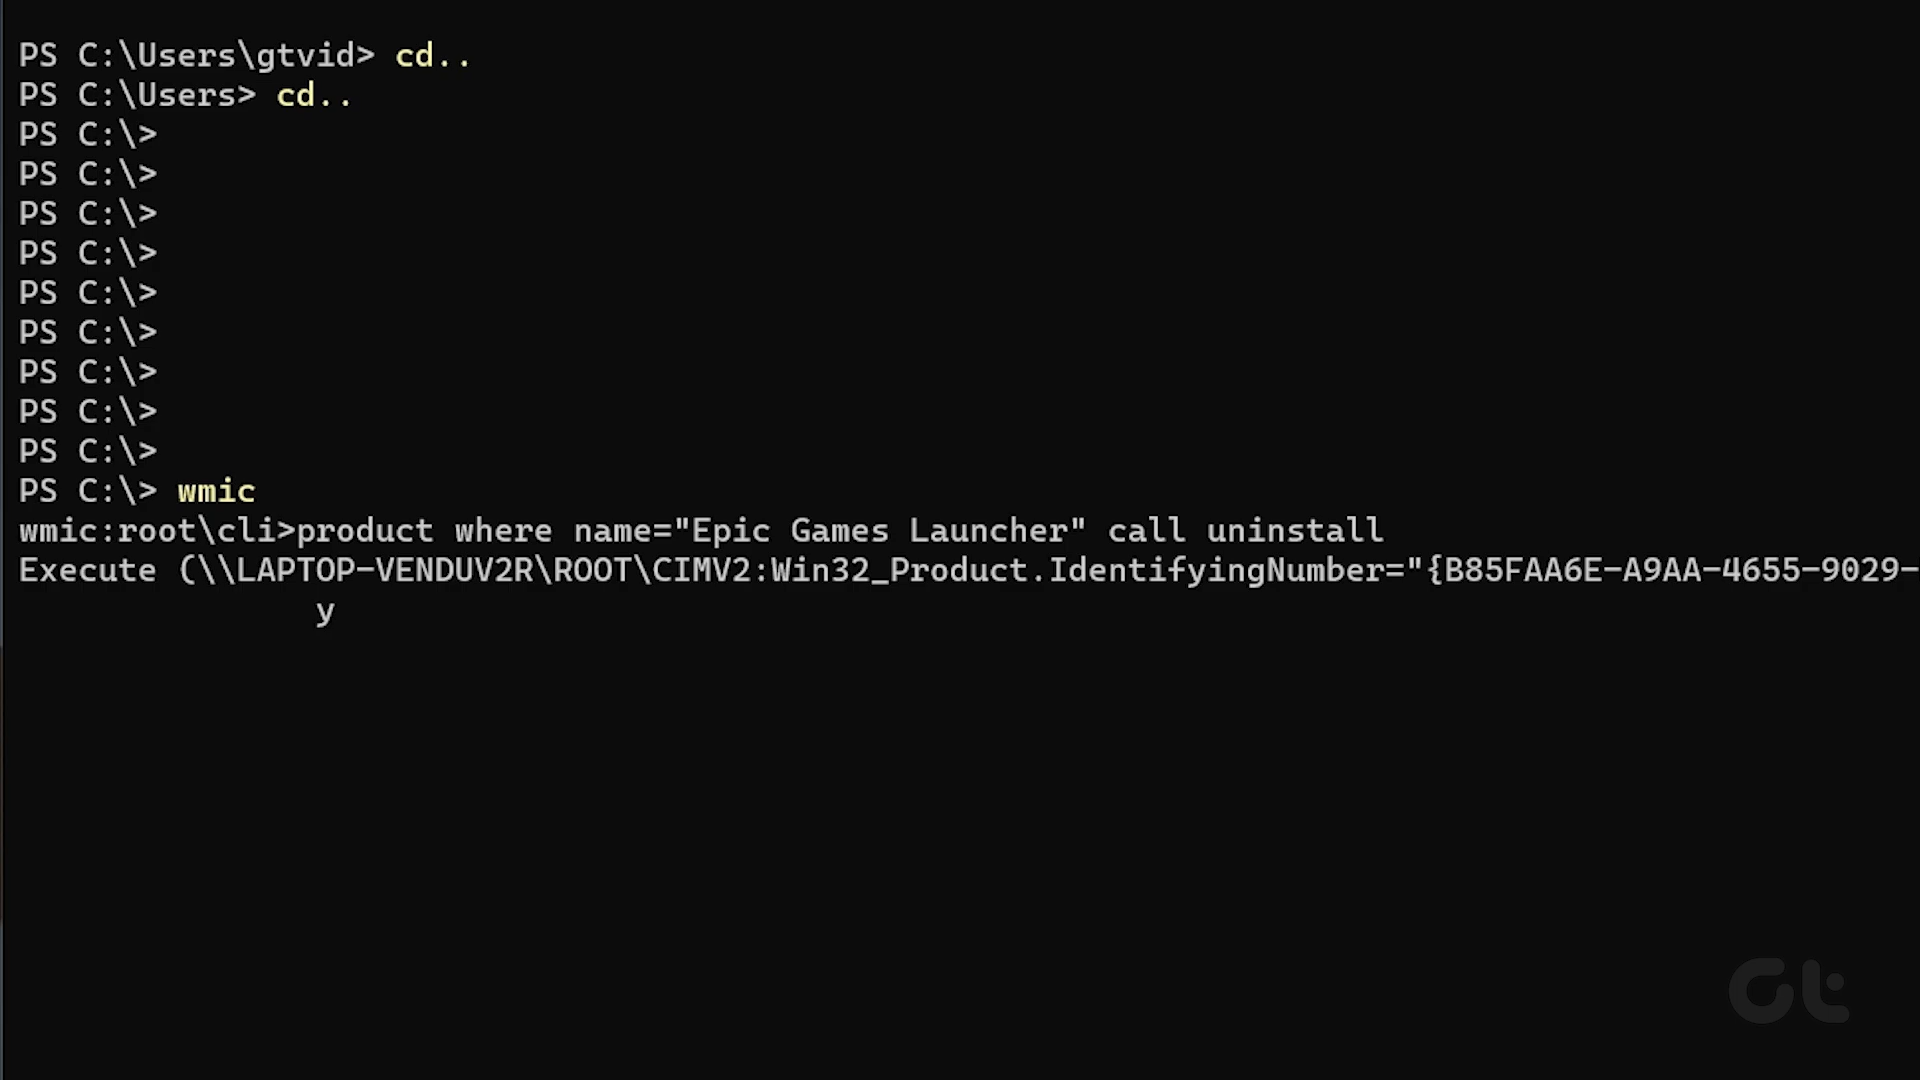 PS C:\Users\gtvid> cd..
PS C:\Users> cd..
PS C:\>
PS C:\>
PS C:\>
PS C:\>
PS C:\>
PS C:\>
PS C:\>
PS C:\>
PS C:\>
PS C:\> wmic
wmic:root\cli>product where name="Epic Games Launcher" call uninstall
Execute (\\LAPTOP-VENDUV2R\ROOT\CIMV2:Win32_Product.IdentifyingNumber="{B85FAA6E-A9AA-4655-9029-
y
Gt